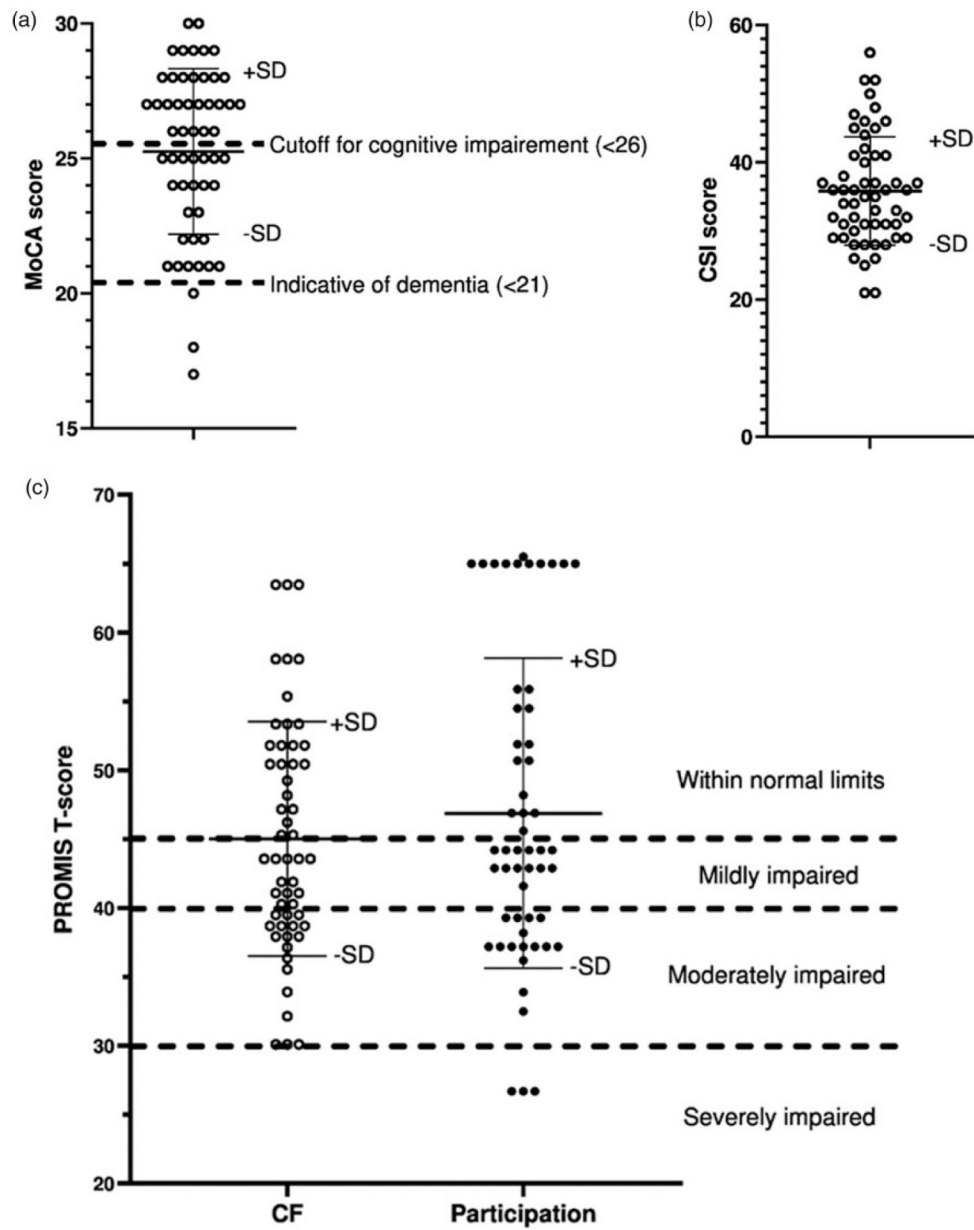 (a)
MoCA score
30
25
20
15
+SD
Cutoff for cognitive impairement (<26)
-SD
Indicative of dementia (<21)
(b)
CSI score
60
40
20
0
+SD
-SD
(c)
PROMIS T-score
70
60
50
40
30
20
+SD
-SD
+SD
-SD
Within normal limits
Mildly impaired
Moderately impaired
Severely impaired
CF
Participation